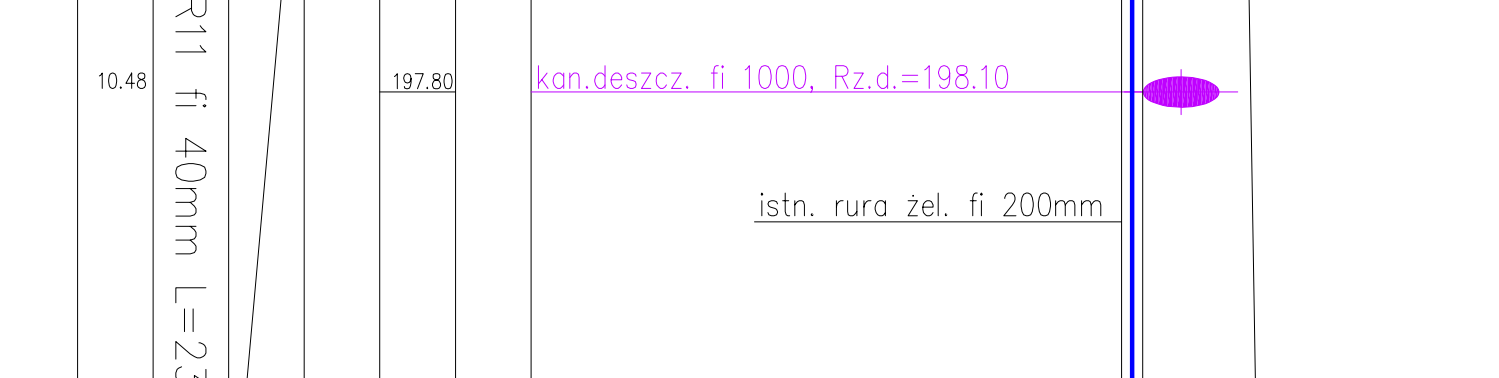 10.48
R11 fi 40mm L=23
197.80
kan.deszcz. fi 1000, Rz.d.=198.10
istn. rura żel. fi 200mm